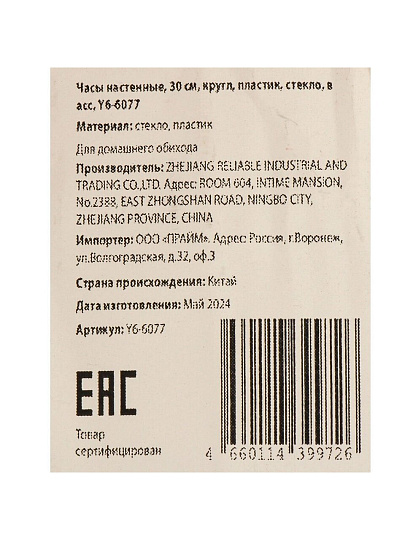 Часы настенные, 30 см, кругл, пластик, стекло, в
асс, Y6-6077
Материал: стекло, пластик
Для домашнего обихода
Производитель: ZHEJIANG RELIABLE INDUSTRIAL AND
TRADING CO.,LTD. Адрес: ROOM 604, INTIME MANSION,
No.2388, EAST ZHONGSHAN ROAD, NINGBO CITY,
ZHEJIANG PROVINCE, CHINA
Импортер: ООО «ПРАЙМ». Адрес: Россия, г.Воронеж,
ул.Волгоградская, д.32, оф.3
Страна происхождения: Китай
Дата изготовления: Май 2024
Артикул: Y6-6077
EAC
Товар
сертифицирован
4 660114 399726